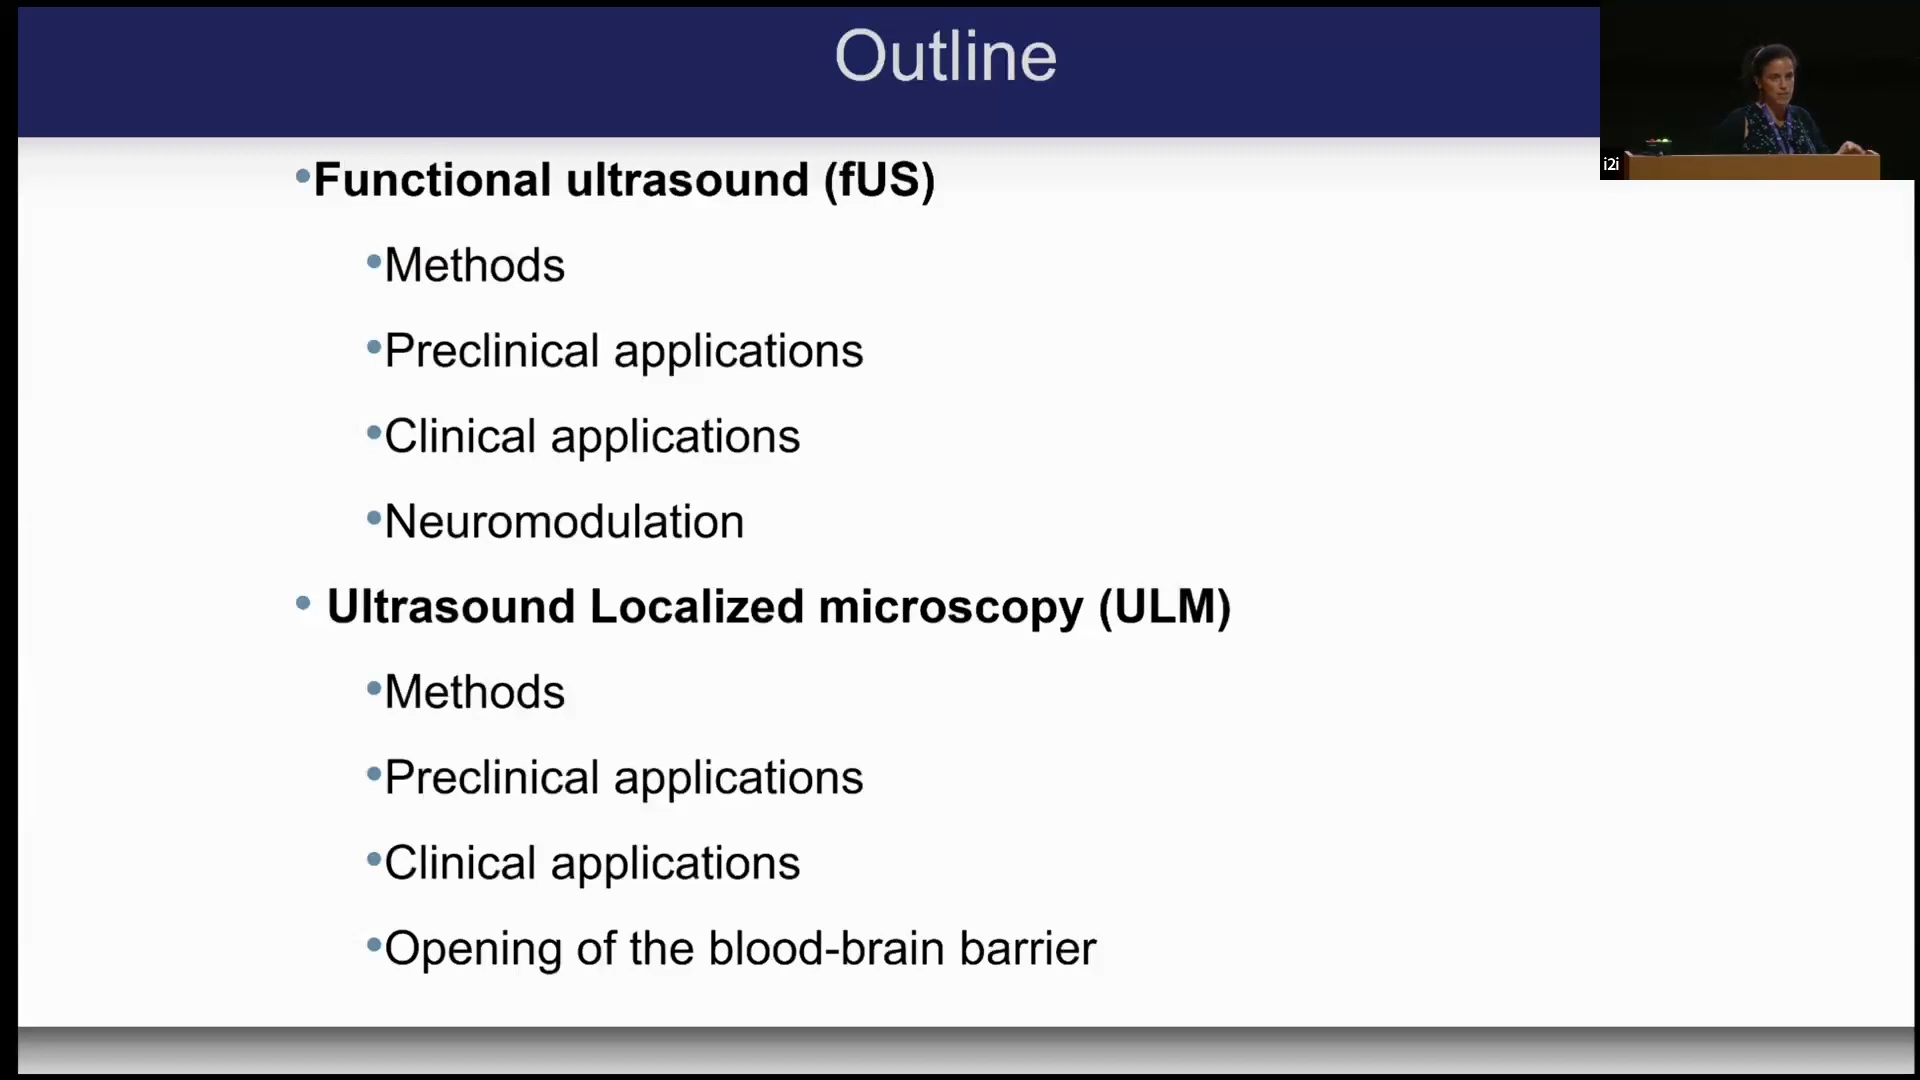 Outline
i2i
•Functional ultrasound (fUS)
•Methods
•Preclinical applications
•Clinical applications
•Neuromodulation
• Ultrasound Localized microscopy (ULM)
•Methods
•Preclinical applications
•Clinical applications
•Opening of the blood-brain barrier